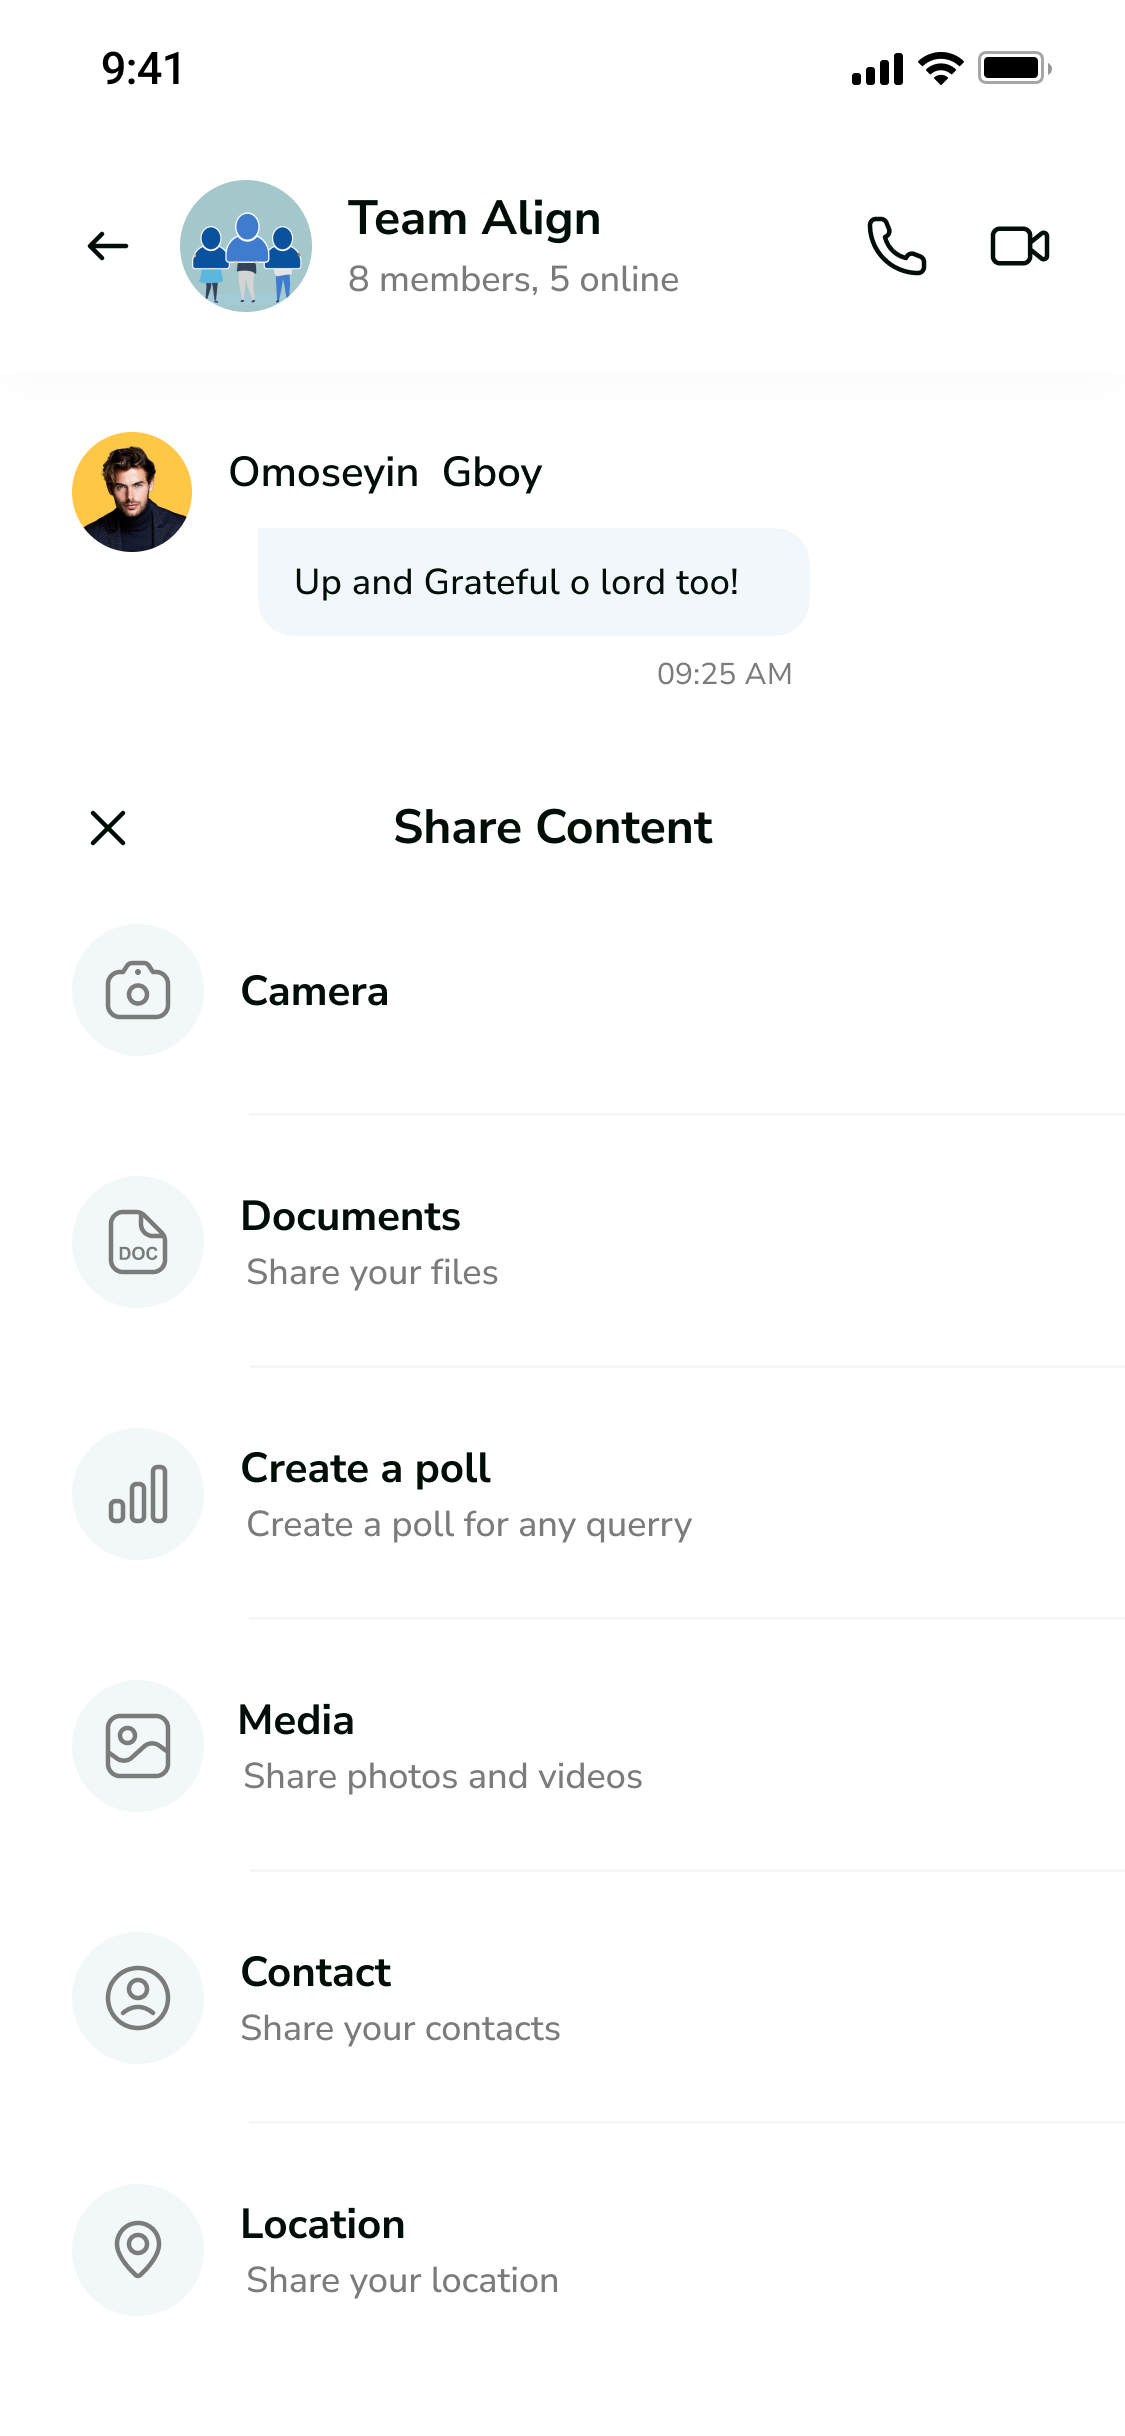 9:41
Team Align
8 members, 5 online
Omoseyin  Gboy
Up and Grateful o lord too!
09:25 AM
Share Content
Camera
DOC
Documents
Share your files
Create a poll
Create a poll for any querry
Media
Share photos and videos
Contact
Share your contacts
Location
Share your location